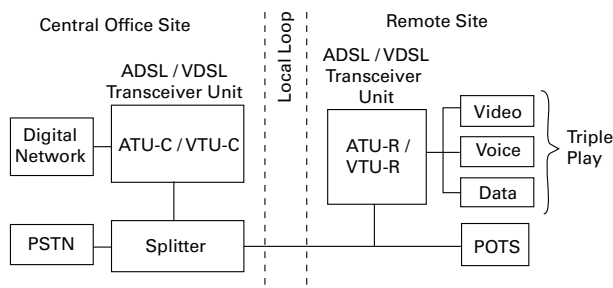 Central Office Site
Local Loop
Remote Site
ADSL / VDSL
Transceiver Unit
ADSL / VDSL
Transceiver
Unit
Digital
Network
ATU-C / VTU-C
ATU-R /
VTU-R
Video
Voice
Data
Triple
Play
PSTN
Splitter
POTS